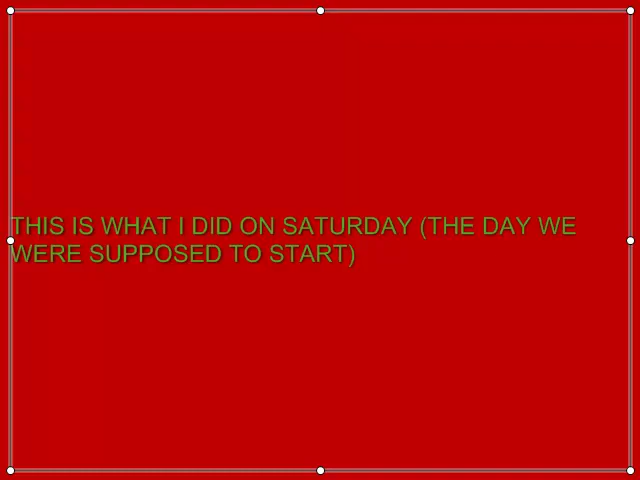 THIS IS WHAT I DID ON SATURDAY (THE DAY WE
WERE SUPPOSED TO START)